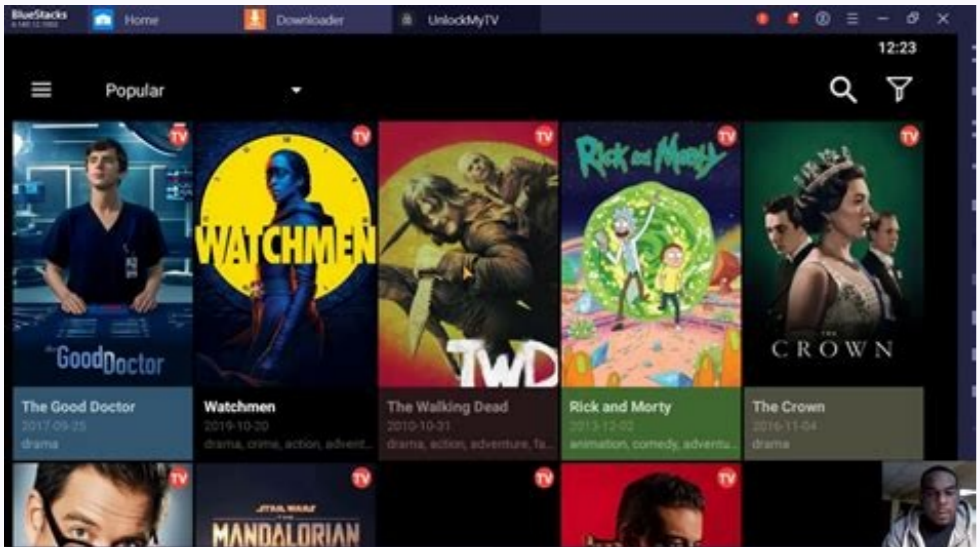 BlueStacks
Home
Downloader
UnlockMyTV
12:23
Popular
TV
TV
TV
TV
TV
the GoodDoctor
WATCHMEN
TWD
Rick and Morty
THE
CROWN
The Good Doctor
2017-09-25
drama
Watchmen
2019-10-20
drama, crime, action, advent...
The Walking Dead
2010-10-31
drama, action, adventure, fa...
Rick and Morty
2013-12-02
animation, comedy, adventu...
The Crown
2016-11-04
drama
TV
TV
TV
TV
STAR WARS
THE
MANDALORIAN